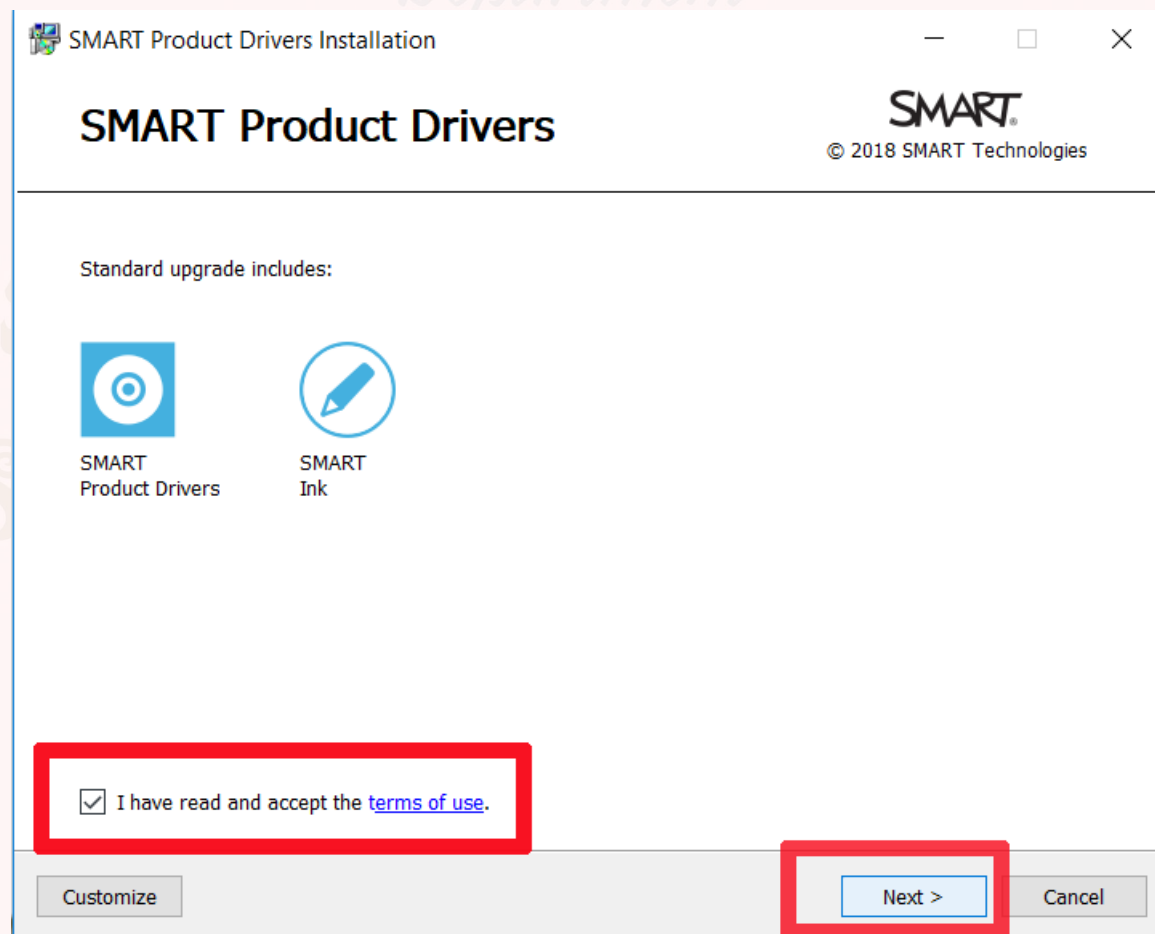 SMART Product Drivers Installation
SMART Product Drivers
SMART®
© 2018 SMART Technologies
Standard upgrade includes:
SMART
Product Drivers
SMART
Ink
I have read and accept the terms of use.
Customize
Next >
Cancel